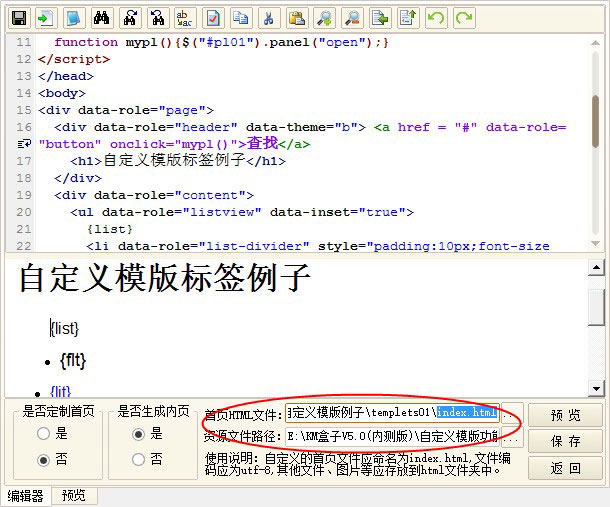 ab
ac
11 function mypl(){$("#pl01").panel("open");}
12 </script>
13 </head>
14 <body>
15 <div data-role="page">
16 <div data-role="header" data-theme="b"> <a href = "#" data-role=
"button" onclick="mypl()">查找</a>
17 <h1>自定义模版标签例子</h1>
18 </div>
19 <div data-role="content">
20 <ul data-role="listview" data-inset="true">
21 {list}
22 <li data-role="list-divider" style="padding:10px;font-size
自定义模版标签例子
{list}
{flt}
{lit}
是否定制首页
是
否
是否生成内页
是
否
首页HTML文件: 自定义模版例子\templets01\index.html ...
资源文件路径: E:\KM盒子V5.0(内测版)\自定义模版功能 ...
使用说明: 自定义的首页文件应命名为index.html,文件编
码应为utf-8,其他文件、图片等应存放到html文件夹中。
预 览
保 存
返 回
编辑器 预览